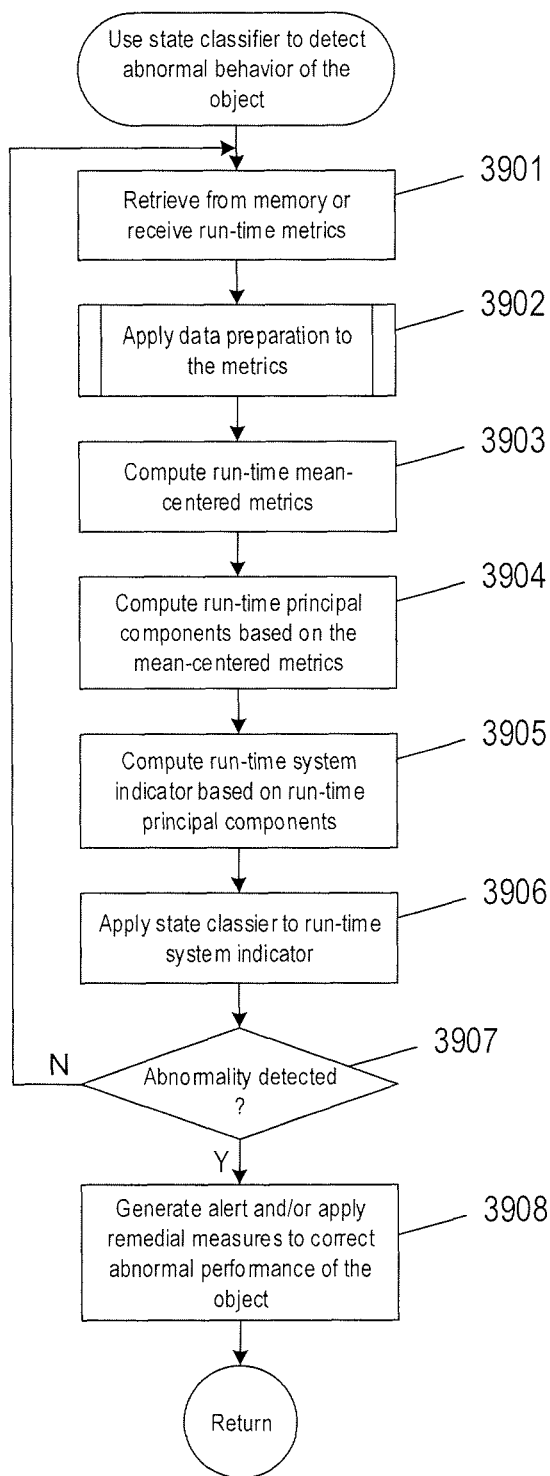 Use state classifier to detect
abnormal behavior of the
object
3901
Retrieve from memory or
receive run-time metrics
3902
Apply data preparation to
the metrics
3903
Compute run-time mean-
centered metrics
3904
Compute run-time principal
components based on the
mean-centered metrics
3905
Compute run-time system
indicator based on run-time
principal components
3906
Apply state classier to run-time
system indicator
3907
N
Abnormality detected
?
Y
3908
Generate alert and/or apply
remedial measures to correct
abnormal performance of the
object
Return